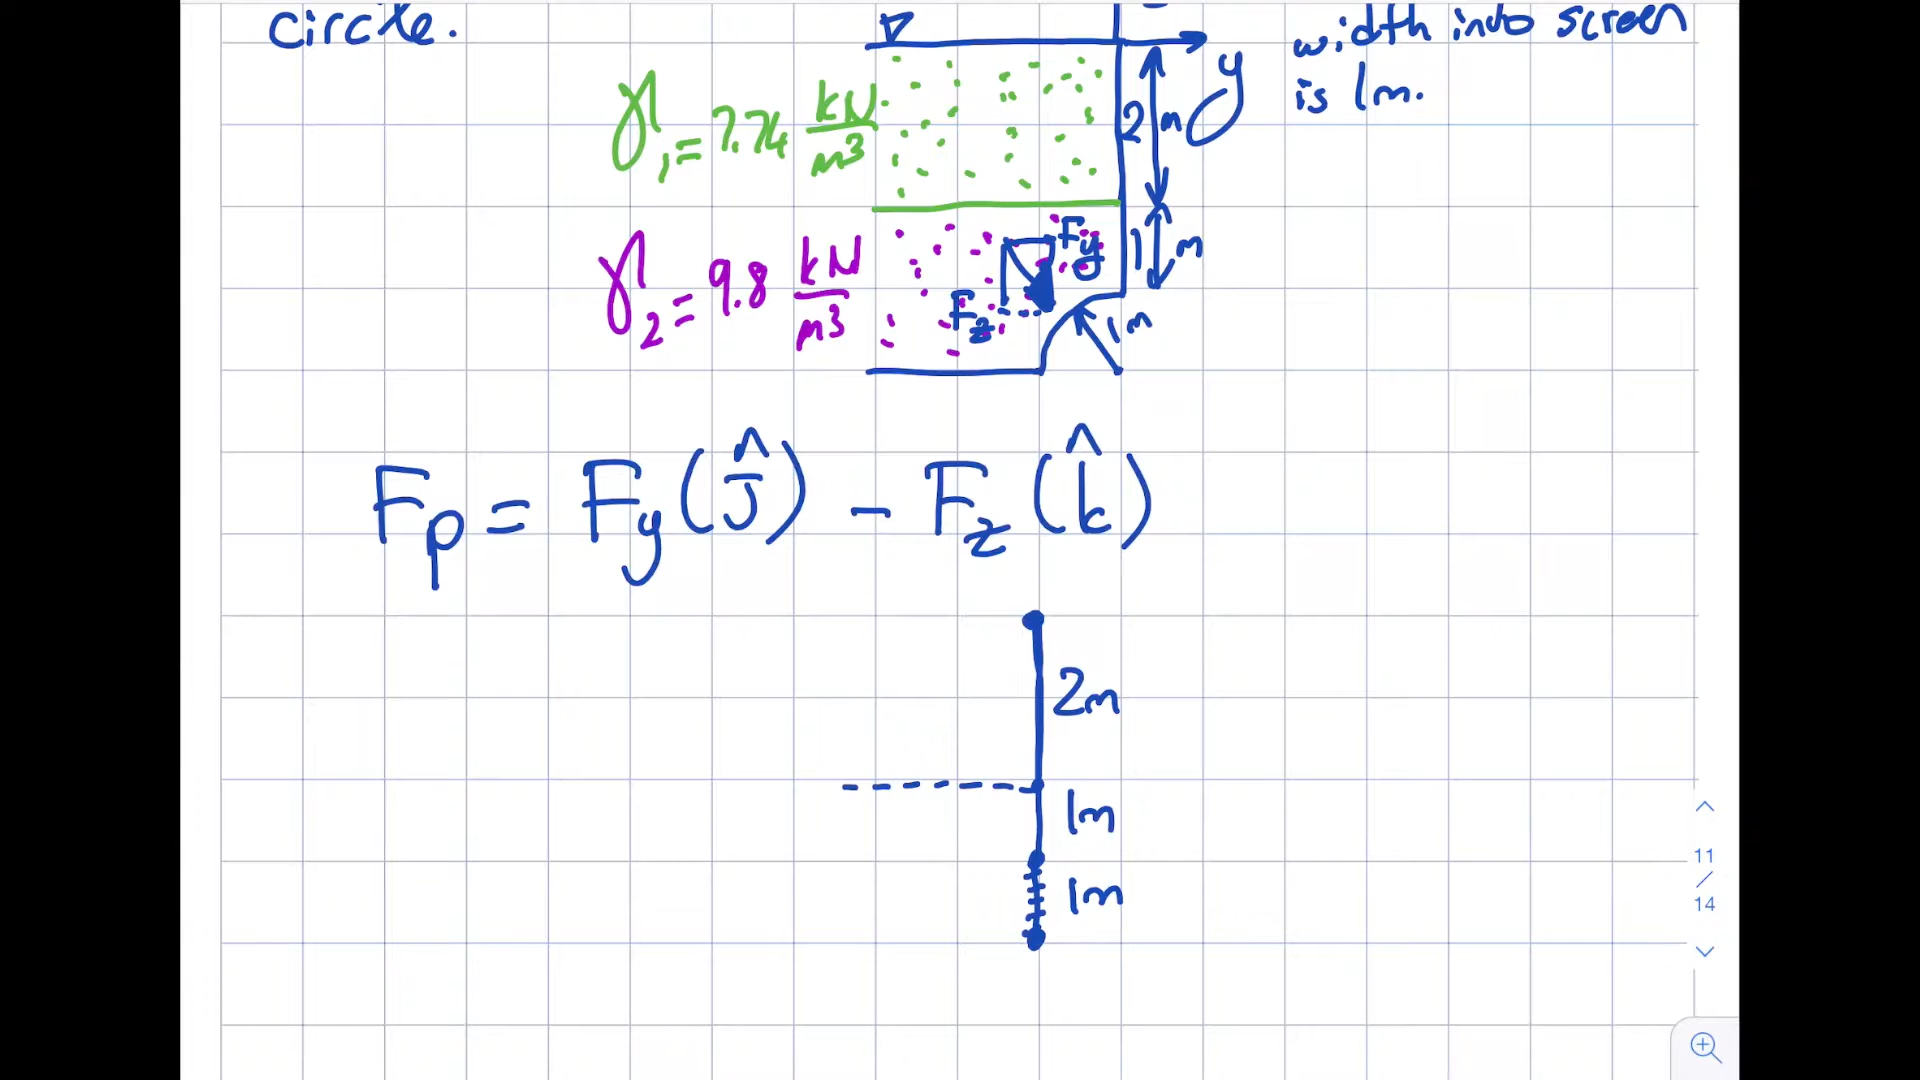 circle.
width into screen
is 1m.
y
γ₁ = 7.74 kN/m³
2m
γ₂ = 9.8 kN/m³
Fy
1m
Fz
1m
Fp = Fy(ĵ) - Fz(k̂)
2m
1m
1m
11
/
14